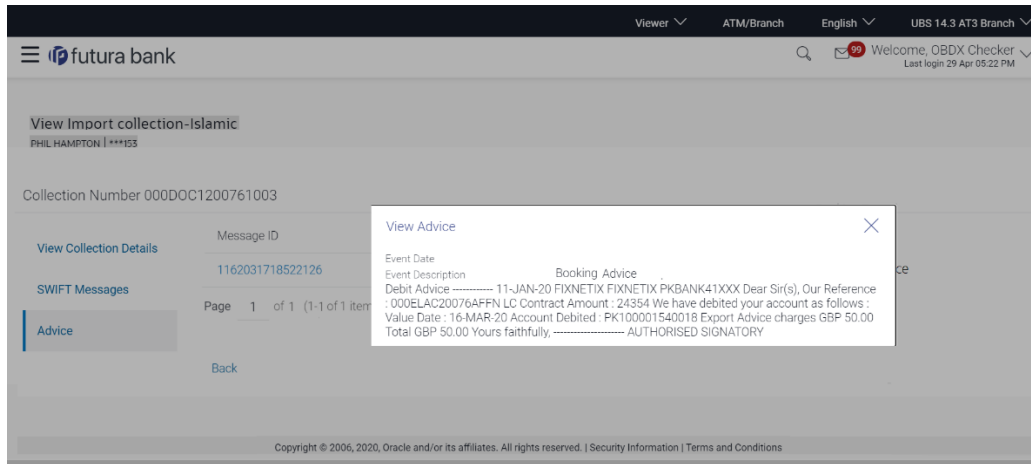 Viewer ATM/Branch English UBS 14.3 AT3 Branch
futura bank
99 Welcome, OBDX Checker
Last login 29 Apr 05:22 PM
View Import collection-Islamic
PHIL HAMPTON | ***153
Collection Number 000DOC1200761003
View Collection Details
SWIFT Messages
Advice
Message ID
1162031718522126
Page 1 of 1 (1-1 of 1 item
Back
View Advice
Event Date
Event Description Booking Advice
Debit Advice ----------- 11-JAN-20 FIXNETIX FIXNETIX PKBANK41XXX Dear Sir(s), Our Reference
: 000ELAC20076AFFN LC Contract Amount : 24354 We have debited your account as follows :
Value Date : 16-MAR-20 Account Debited : PK100001540018 Export Advice charges GBP 50.00
Total GBP 50.00 Yours faithfully, -------------------- AUTHORISED SIGNATORY
ce
Copyright © 2006, 2020, Oracle and/or its affiliates. All rights reserved. | Security Information | Terms and Conditions